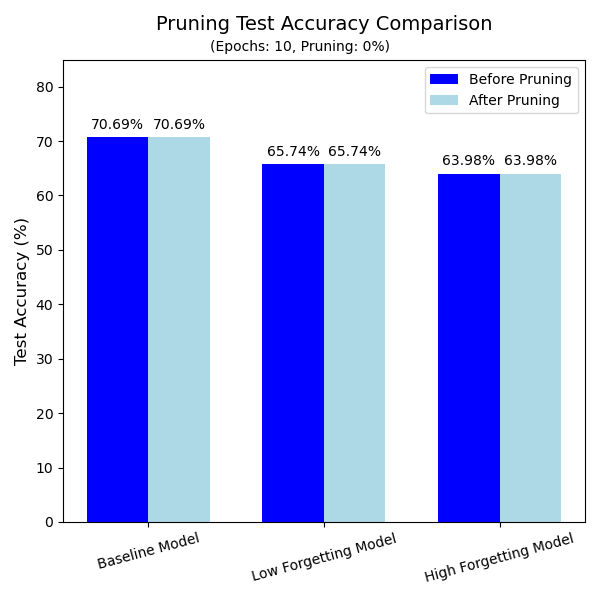 Pruning Test Accuracy Comparison
(Epochs: 10, Pruning: 0%)
Before Pruning
After Pruning
Test Accuracy (%)
80
70
60
50
40
30
20
10
0
70.69% 70.69%
65.74% 65.74%
63.98% 63.98%
Baseline Model
Low Forgetting Model
High Forgetting Model